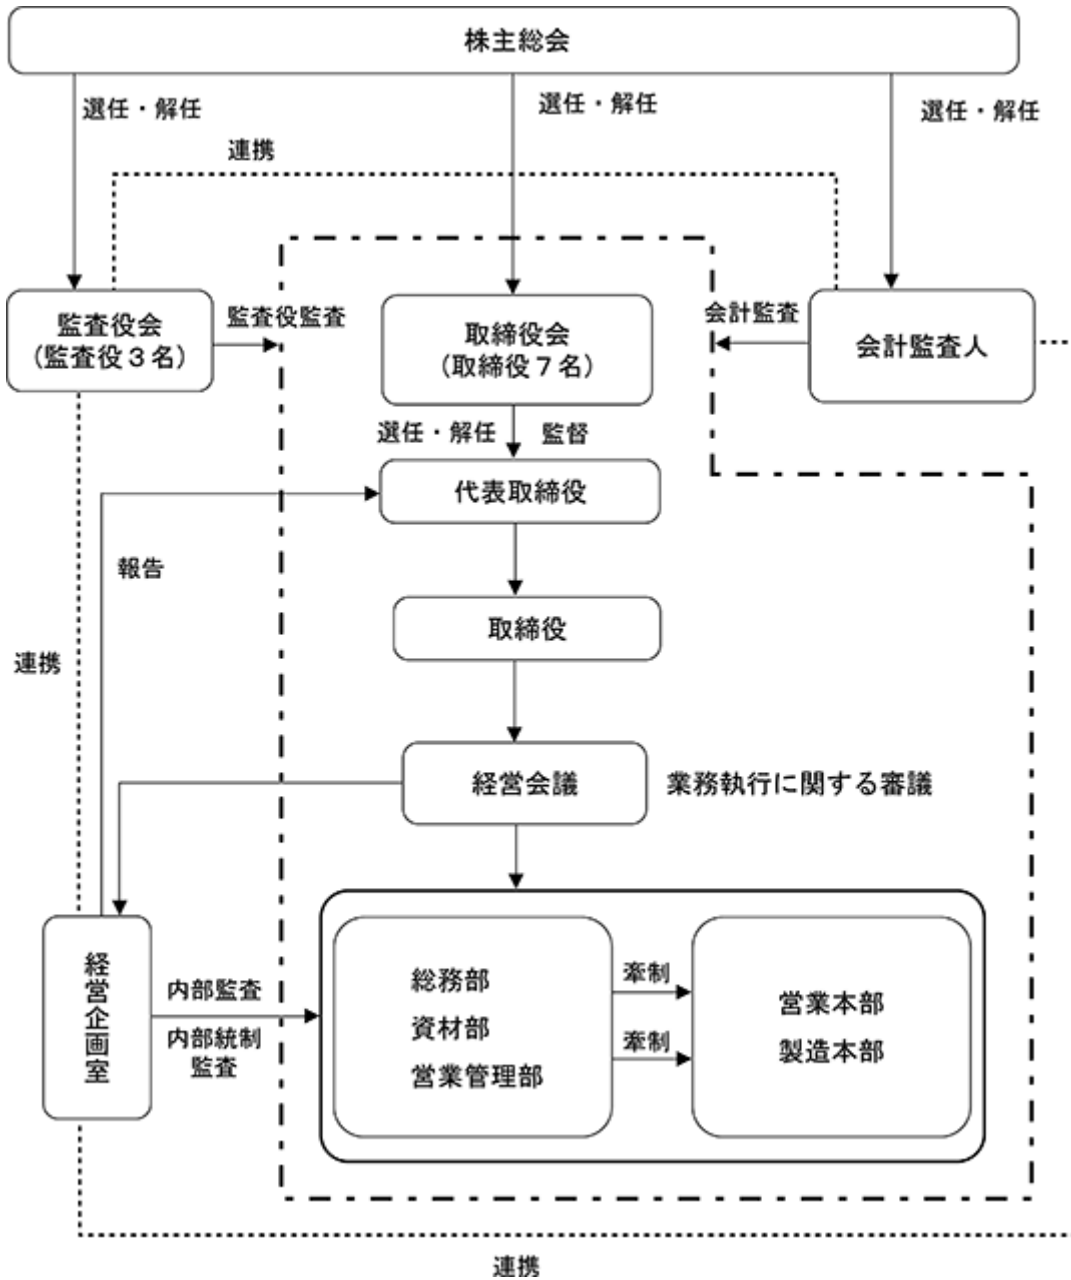 株主総会
選任・解任
選任・解任
選任・解任
連携
監査役会
(監査役3名)
監査役監査
取締役会
(取締役7名)
会計監査
会計監査人
選任・解任
監督
代表取締役
報告
取締役
連携
経営会議
業務執行に関する審議
経営企画室
内部監査
内部統制
監査
総務部
資材部
営業管理部
牽制
牽制
営業本部
製造本部
連携